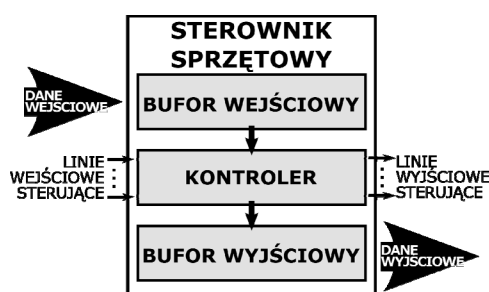 STEROWNIK
SPRZĘTOWY
DANE
WEJŚCIOWE
BUFOR WEJŚCIOWY
LINIE
WEJŚCIOWE
STERUJĄCE
KONTROLER
LINIE
WYJŚCIOWE
STERUJĄCE
BUFOR WYJŚCIOWY
DANE
WYJŚCIOWE